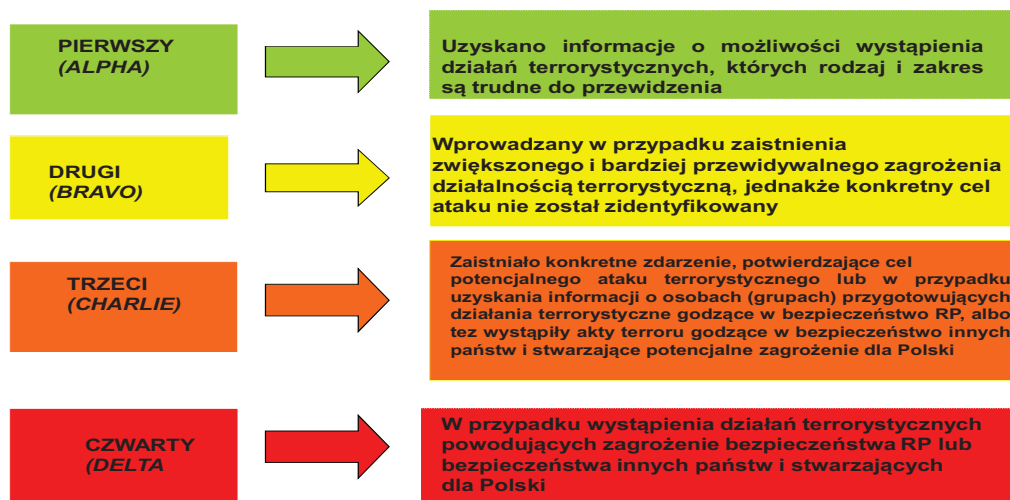 PIERWSZY
(ALPHA)
Uzyskano informacje o możliwości wystąpienia
działań terrorystycznych, których rodzaj i zakres
są trudne do przewidzenia
DRUGI
(BRAVO)
Wprowadzany w przypadku zaistnienia
zwiększonego i bardziej przewidywalnego zagrożenia
działalnością terrorystyczną, jednakże konkretny cel
ataku nie został zidentyfikowany
TRZECI
(CHARLIE)
Zaistniało konkretne zdarzenie, potwierdzające cel
potencjalnego ataku terrorystycznego lub w przypadku
uzyskania informacji o osobach (grupach) przygotowujących
działania terrorystyczne godzące w bezpieczeństwo RP, albo
tez wystąpiły akty terroru godzące w bezpieczeństwo innych
państw i stwarzające potencjalne zagrożenie dla Polski
CZWARTY
(DELTA
W przypadku wystąpienia działań terrorystycznych
powodujących zagrożenie bezpieczeństwa RP lub
bezpieczeństwa innych państw i stwarzających
dla Polski